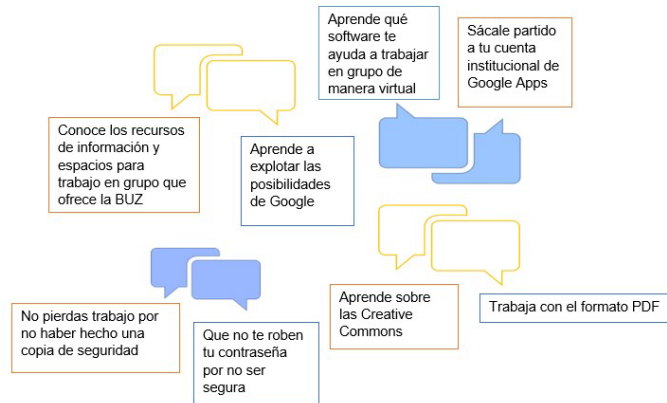 Aprende qué
software te
ayuda a trabajar
en grupo de
manera virtual
Sácale partido
a tu cuenta
institucional de
Google Apps
Conoce los recursos
de información y
espacios para
trabajo en grupo que
ofrece la BUZ
Aprende a
explotar las
posibilidades
de Google
No pierdas trabajo por
no haber hecho una
copia de seguridad
Que no te roben
tu contraseña
por no ser
segura
Aprende sobre
las Creative
Commons
Trabaja con el formato PDF